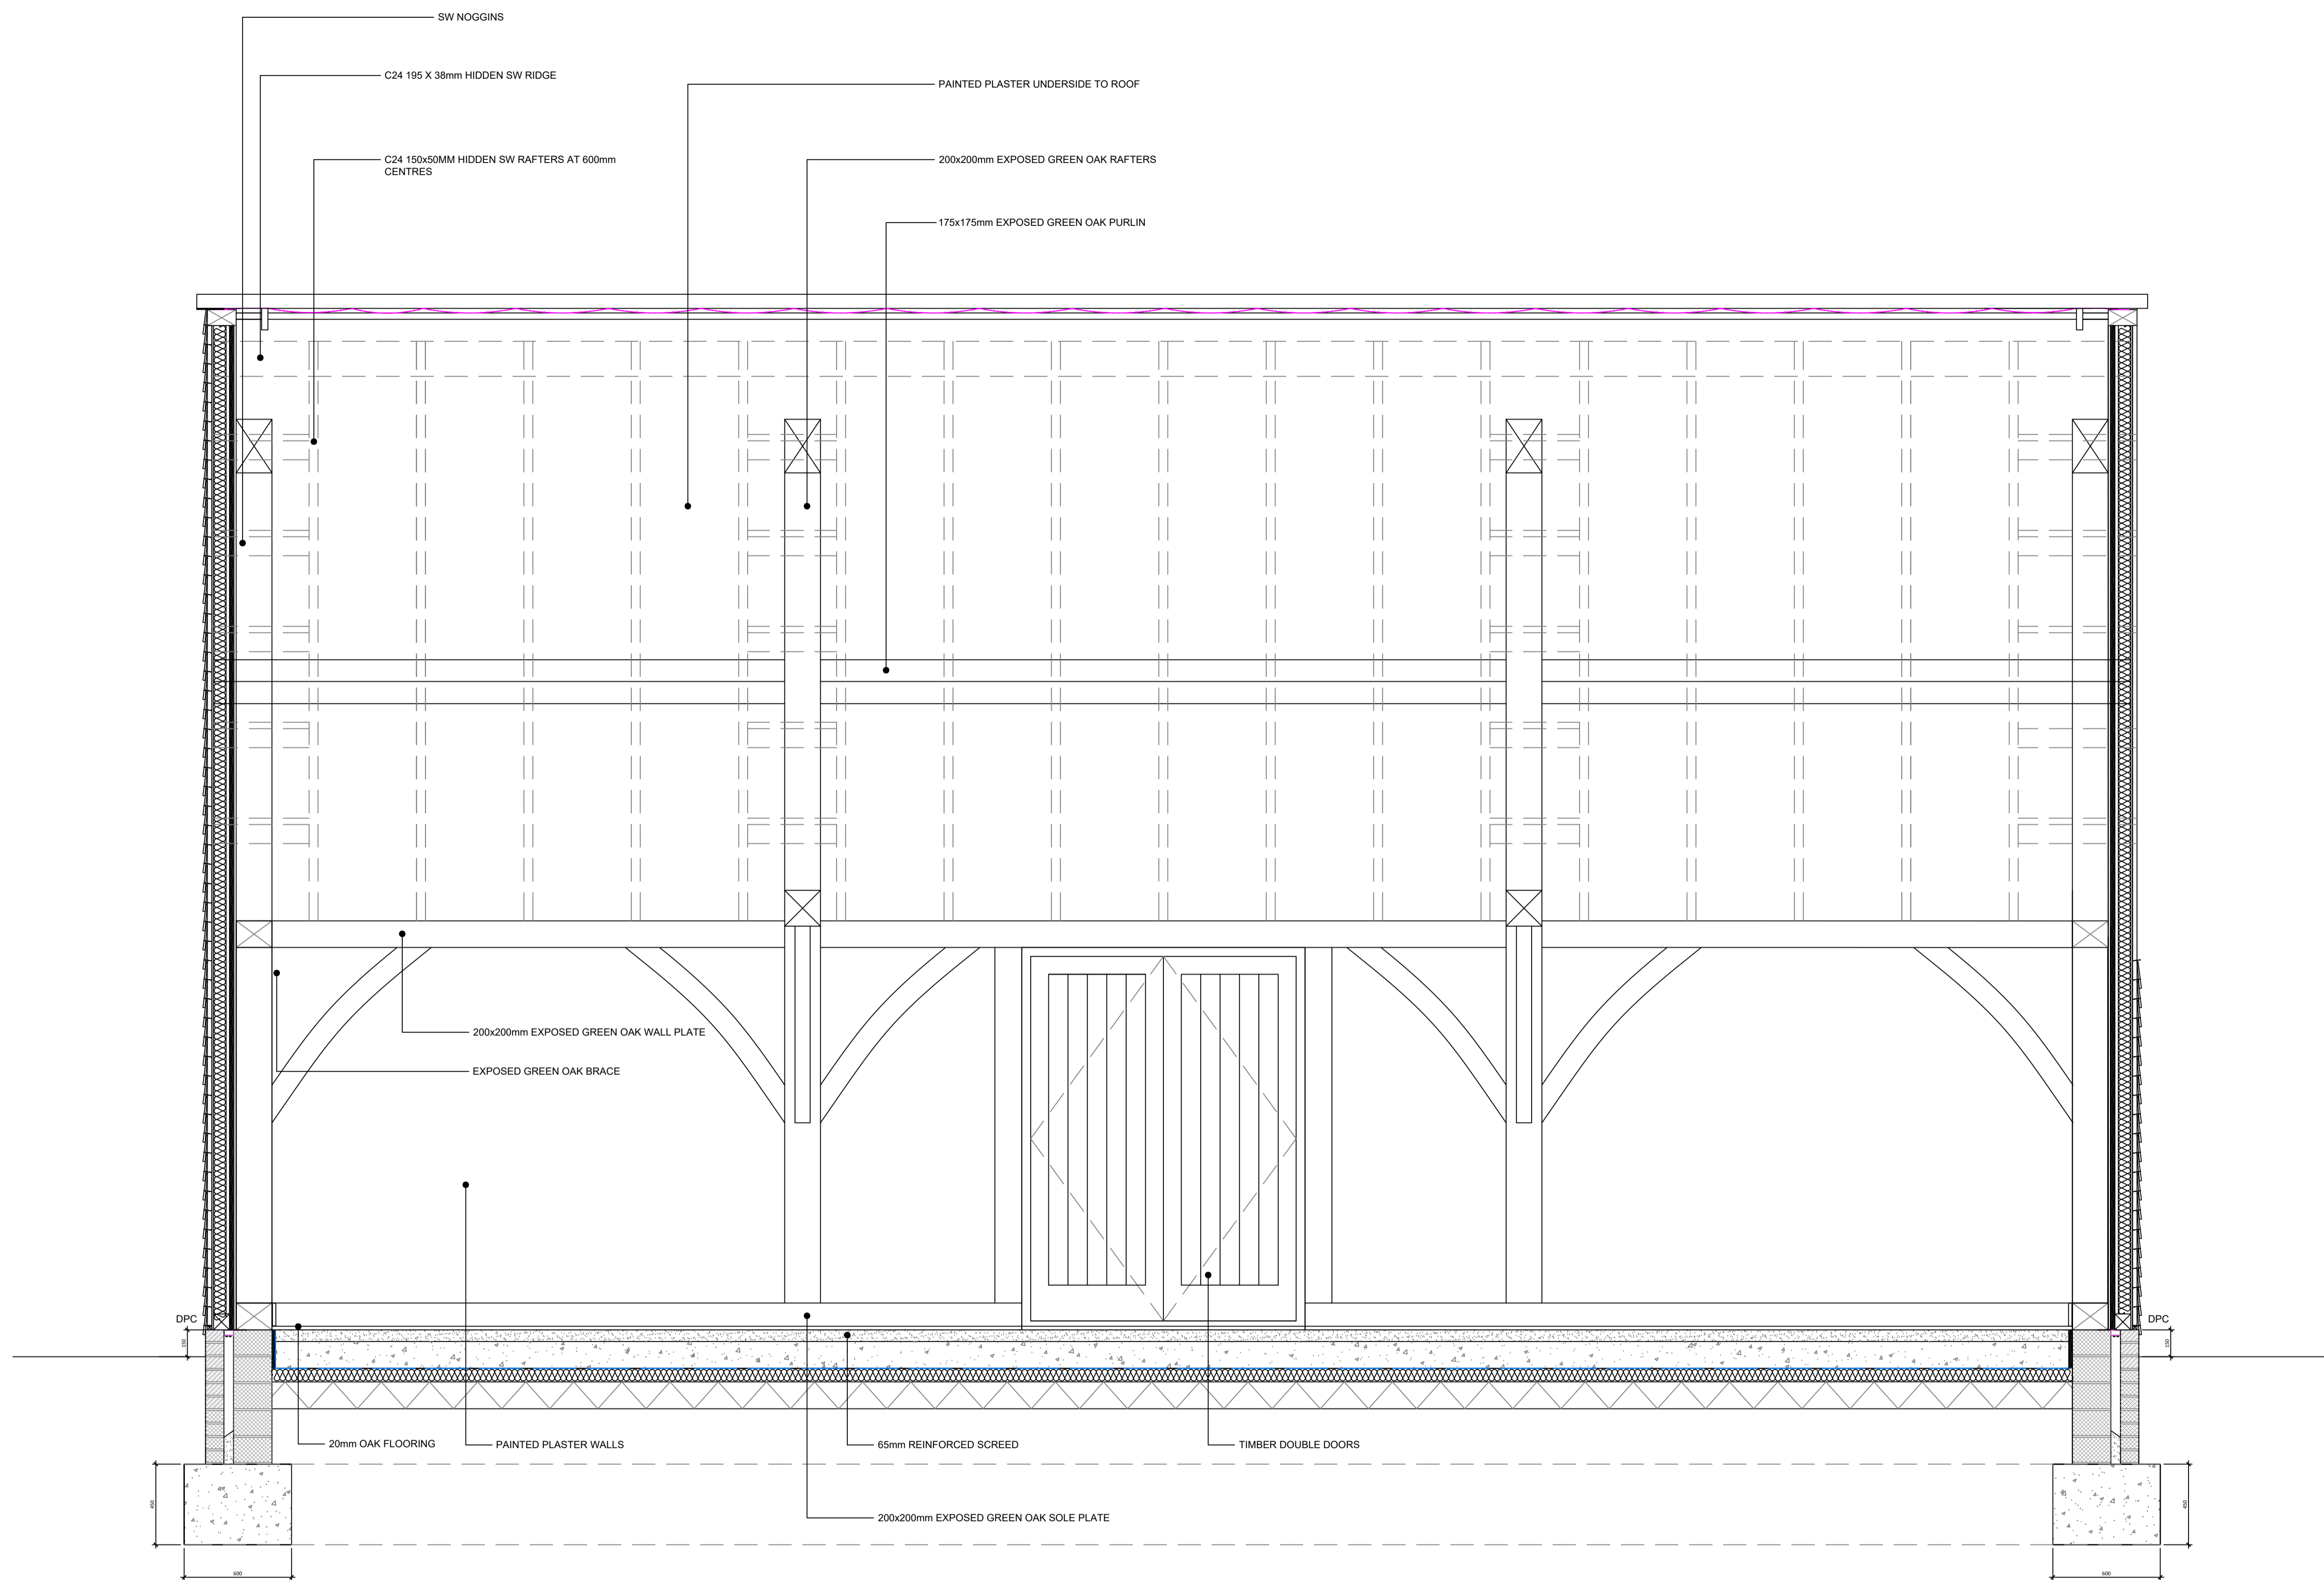 SW NOGGINS
C24 195 X 38mm HIDDEN SW RIDGE
PAINTED PLASTER UNDERSIDE TO ROOF
C24 150x50MM HIDDEN SW RAFTERS AT 600mm
CENTRES
200x200mm EXPOSED GREEN OAK RAFTERS
175x175mm EXPOSED GREEN OAK PURLIN
200x200mm EXPOSED GREEN OAK WALL PLATE
EXPOSED GREEN OAK BRACE
DPC
DPC
150
150
20mm OAK FLOORING
PAINTED PLASTER WALLS
65mm REINFORCED SCREED
TIMBER DOUBLE DOORS
450
450
200x200mm EXPOSED GREEN OAK SOLE PLATE
600
600